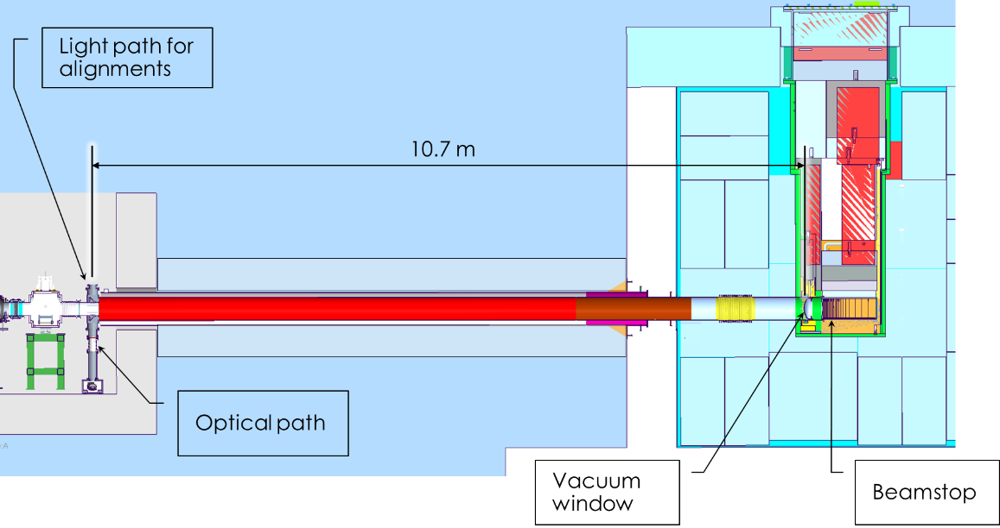 Light path for
alignments
10.7 m
Optical path
Vacuum
window
Beamstop